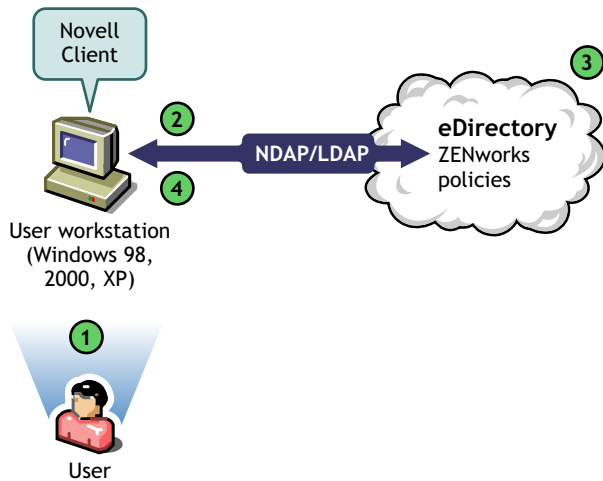 Novell
Client
3
2
eDirectory
NDAP/LDAP
ZENworks
policies
4
User workstation
(Windows 98,
2000, XP)
1
User